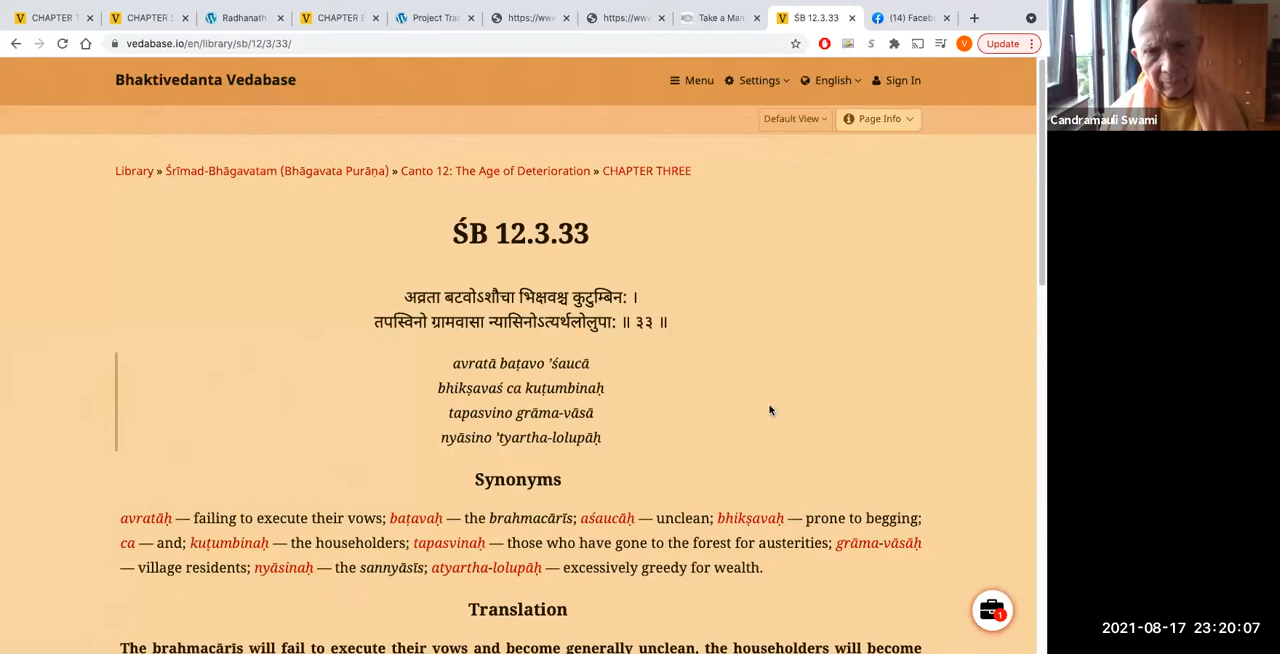 CHAPTER T
CHAPTER S
Radhanath
CHAPTER E
Project Tra
https://ww
https://ww
Take a Man
ŚB 12.3.33
(14) Faceb
vedabase.io/en/library/sb/12/3/33/
Update
Bhaktivedanta Vedabase
Menu Settings English Sign In
Default View Page Info
Candramauli Swami
Library » Śrīmad-Bhāgavatam (Bhāgavata Purāṇa) » Canto 12: The Age of Deterioration » CHAPTER THREE
ŚB 12.3.33
अव्रता बटवोऽशौचा भिक्षवश्च कुटुम्बिन: ।
तपस्विनो ग्रामवासा न्यासिनोऽत्यर्थलोलुपा: ॥ ३३ ॥
avratā baṭavo ’śaucā
bhikṣavaś ca kuṭumbinaḥ
tapasvino grāma-vāsā
nyāsino ’tyartha-lolupāḥ
Synonyms
avratāḥ — failing to execute their vows; baṭavaḥ — the brahmacārīs; aśaucāḥ — unclean; bhikṣavaḥ — prone to begging;
ca — and; kuṭumbinaḥ — the householders; tapasvinaḥ — those who have gone to the forest for austerities; grāma-vāsāḥ
— village residents; nyāsinaḥ — the sannyāsīs; atyartha-lolupāḥ — excessively greedy for wealth.
Translation
The brahmacārīs will fail to execute their vows and become generally unclean, the householders will become
1
2021-08-17 23:20:07